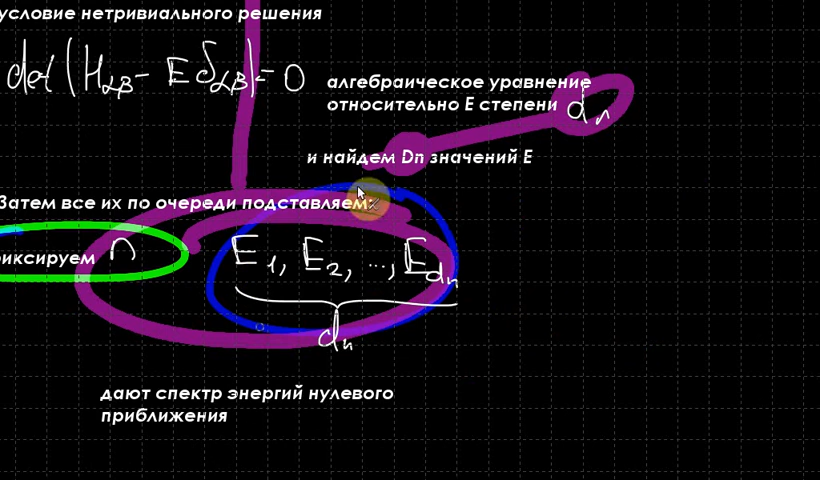 условие нетривиального решения
det(Hαβ - Eδαβ) = 0
алгебраическое уравнение
относительно E степени dn
и найдем Dn значений E
Затем все их по очереди подставляем:
иксируем n
E1, E2, ..., Edn
dn
дают спектр энергий нулевого
приближения